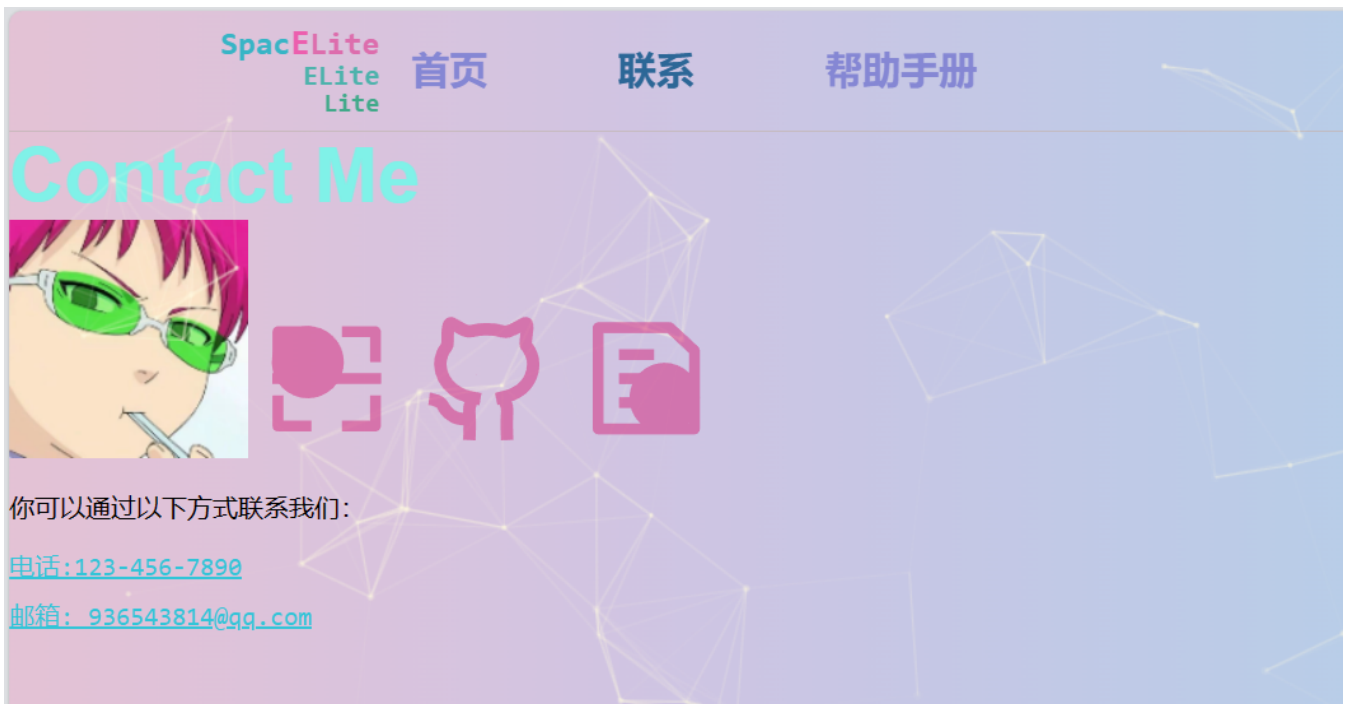 SpacELite
ELite
Lite
首页 联系 帮助手册
Contact Me
你可以通过以下方式联系我们:
电话:123-456-7890
邮箱: 936543814@qq.com